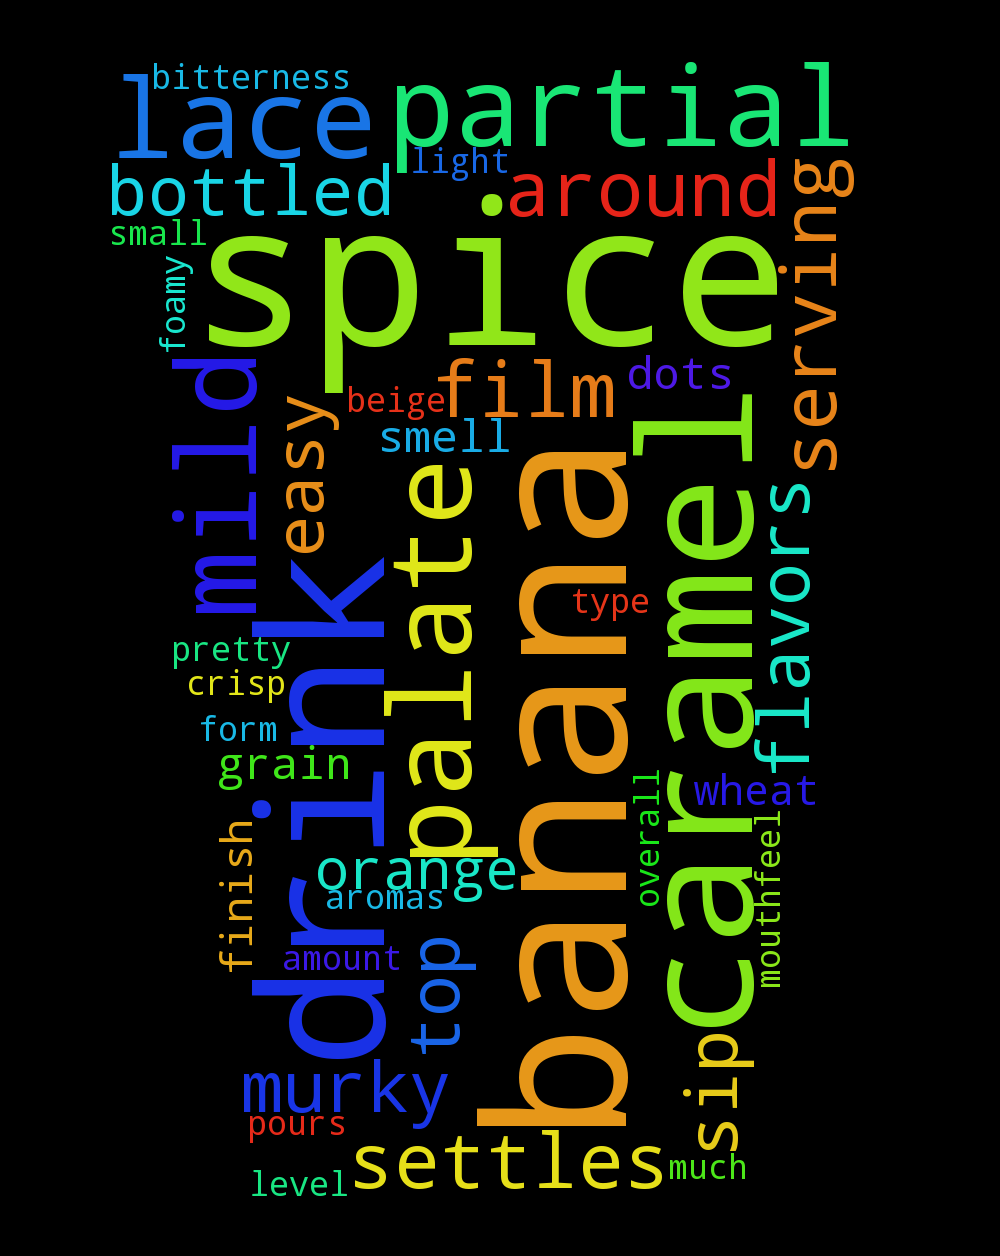 bitterness
lace
partial
light
bottled
around
serving
small
spice
foamy
mild
film
dots
beige
easy
smell
caramel
banana
palate
flavors
drink
type
pretty
crisp
form
grain
wheat
overall
mouthfeel
finish
orange
aromas
amount
top
sip
murky
pours
settles
much
level